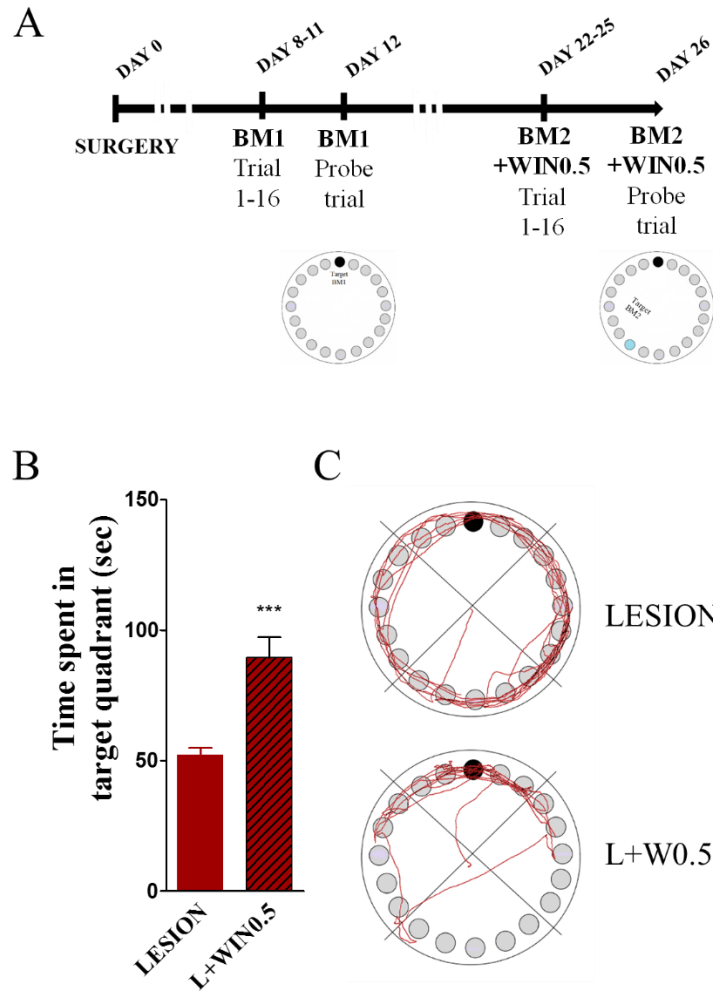 A
DAY 0
DAY 8-11
DAY 12
DAY 22-25
DAY 26
SURGERY
BM1
Trial
1-16
BM1
Probe
trial
BM2
+WIN0.5
Trial
1-16
BM2
+WIN0.5
Probe
trial
Target
BM1
Target
BM2
B
Time spent in
target quadrant (sec)
150
100
50
0
***
LESION
L+WIN0.5
C
LESION
L+W0.5